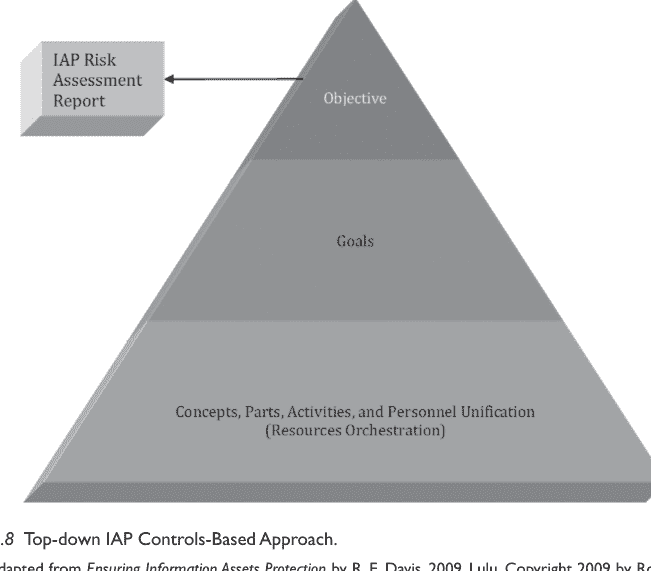 IAP Risk
Assessment
Report
Objective
Goals
Concepts, Parts, Activities, and Personnel Unification
(Resources Orchestration)
.8 Top-down IAP Controls-Based Approach.
dapted from Ensuring Information Assets Protection by R. E. Davis, 2009, Lulu. Copyright 2009 by Ro